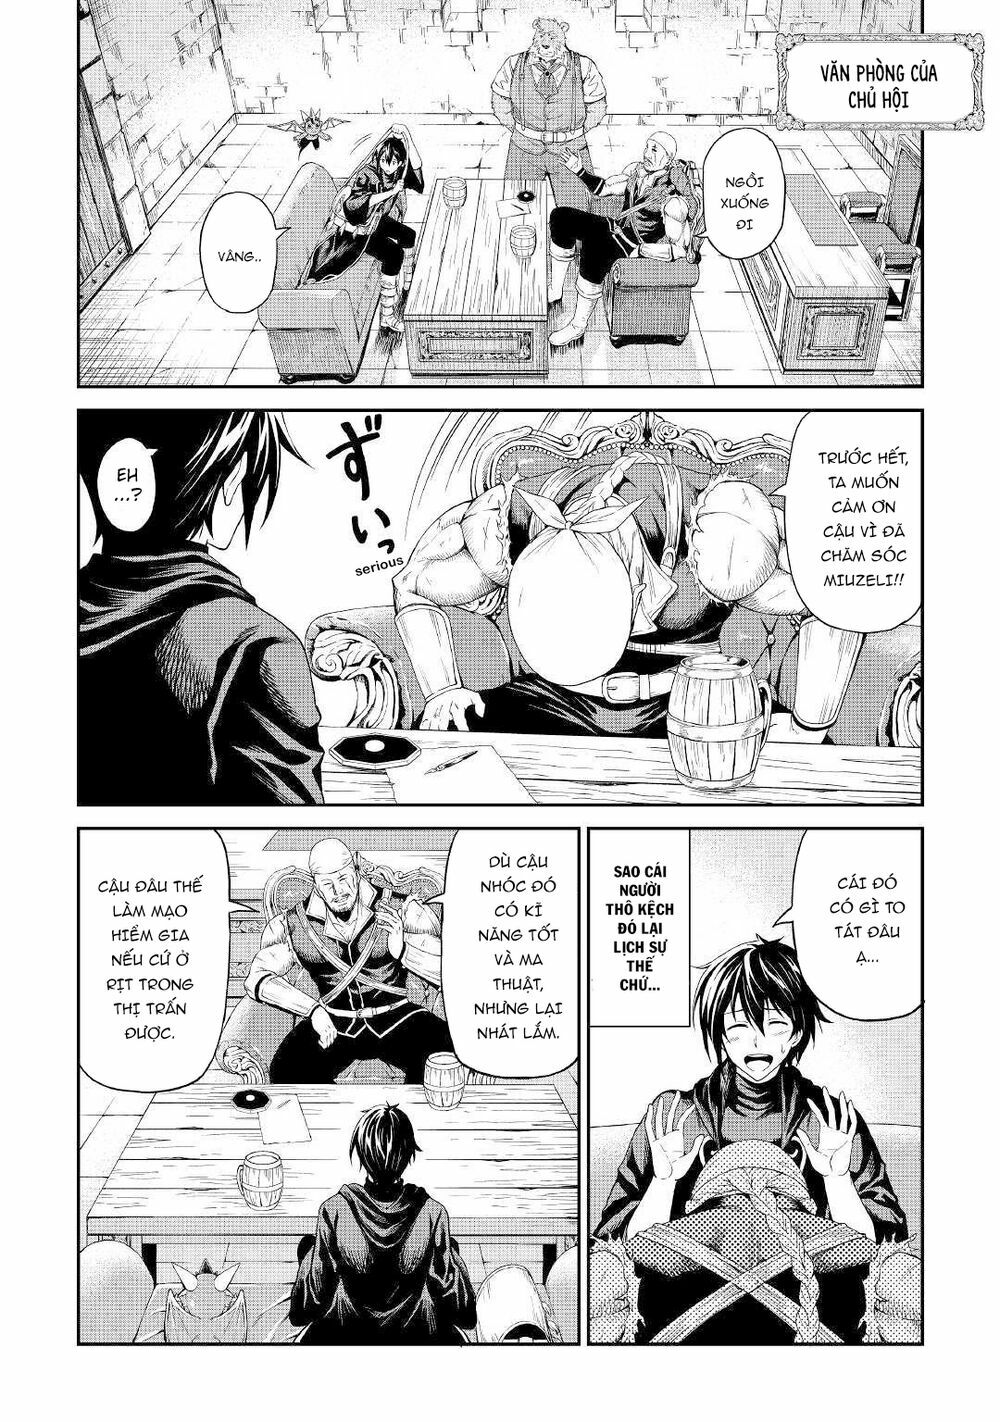 VĂN PHÒNG CỦA
CHỦ HỘI
NGỒI
XUỐNG
ĐI
VÂNG..
TRƯỚC HẾT,
TA MUỐN
CẢM ƠN
CẬU VÌ ĐÃ
CHĂM SÓC
MIUZELI!!
ずいっ
serious
EH
...?
CÁI ĐÓ
CÓ GÌ TO
TÁT ĐÂU
Ạ...
SAO CÁI
NGƯỜI
THÔ KỆCH
ĐÓ LẠI
LỊCH SỰ
THẾ
CHỨ...
DÙ CẬU
NHÓC ĐÓ
CÓ KĨ
NĂNG TỐT
VÀ MA
THUẬT,
NHƯNG LẠI
NHÁT LẮM.
CẬU ĐÂU THỂ
LÀM MẠO
HIỂM GIA
NẾU CỨ Ở
RỊT TRONG
THỊ TRẤN
ĐƯỢC.